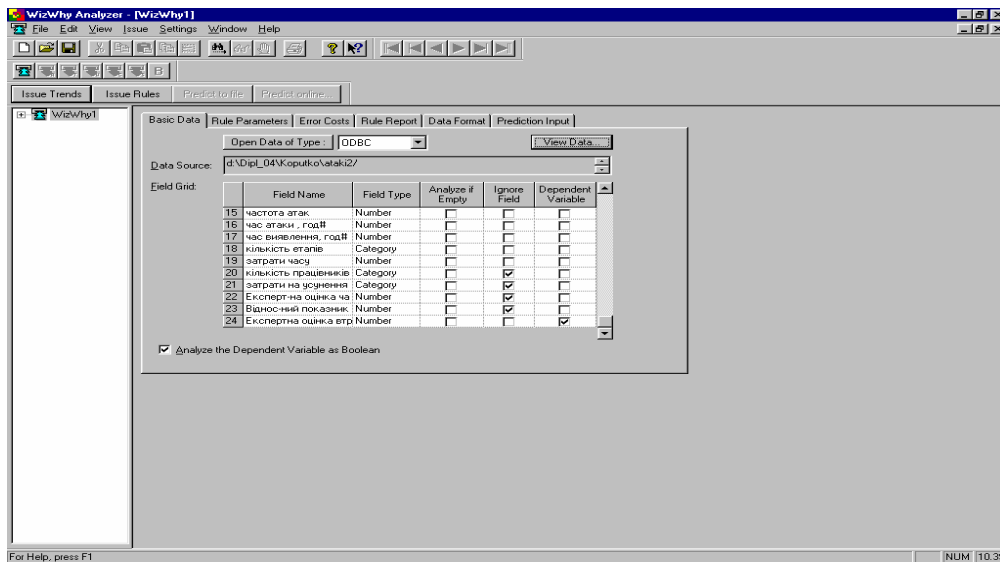 WizWhy Analyzer - [WizWhy1]
File Edit View Issue Settings Window Help
B
Issue Trends Issue Rules Predict to file Predict online...
WizWhy1
Basic Data Rule Parameters Error Costs Rule Report Data Format Prediction Input
Open Data of Type : ODBC View Data...
Data Source: d:\Dipl_04\Koputko\ataki2/
Field Grid:
Field Name Field Type Analyze if Empty Ignore Field Dependent Variable
15 частота атак Number
16 час атаки , год# Number
17 час виявлення, год# Number
18 кількість етапів Category
19 затрати часу Number
20 кількість працівників Category
21 затрати на усунення Category
22 Експерт-на оцінка ча Number
23 Віднос-ний показник Number
24 Експертна оцінка втр Number
Analyze the Dependent Variable as Boolean
For Help, press F1 NUM 10.39